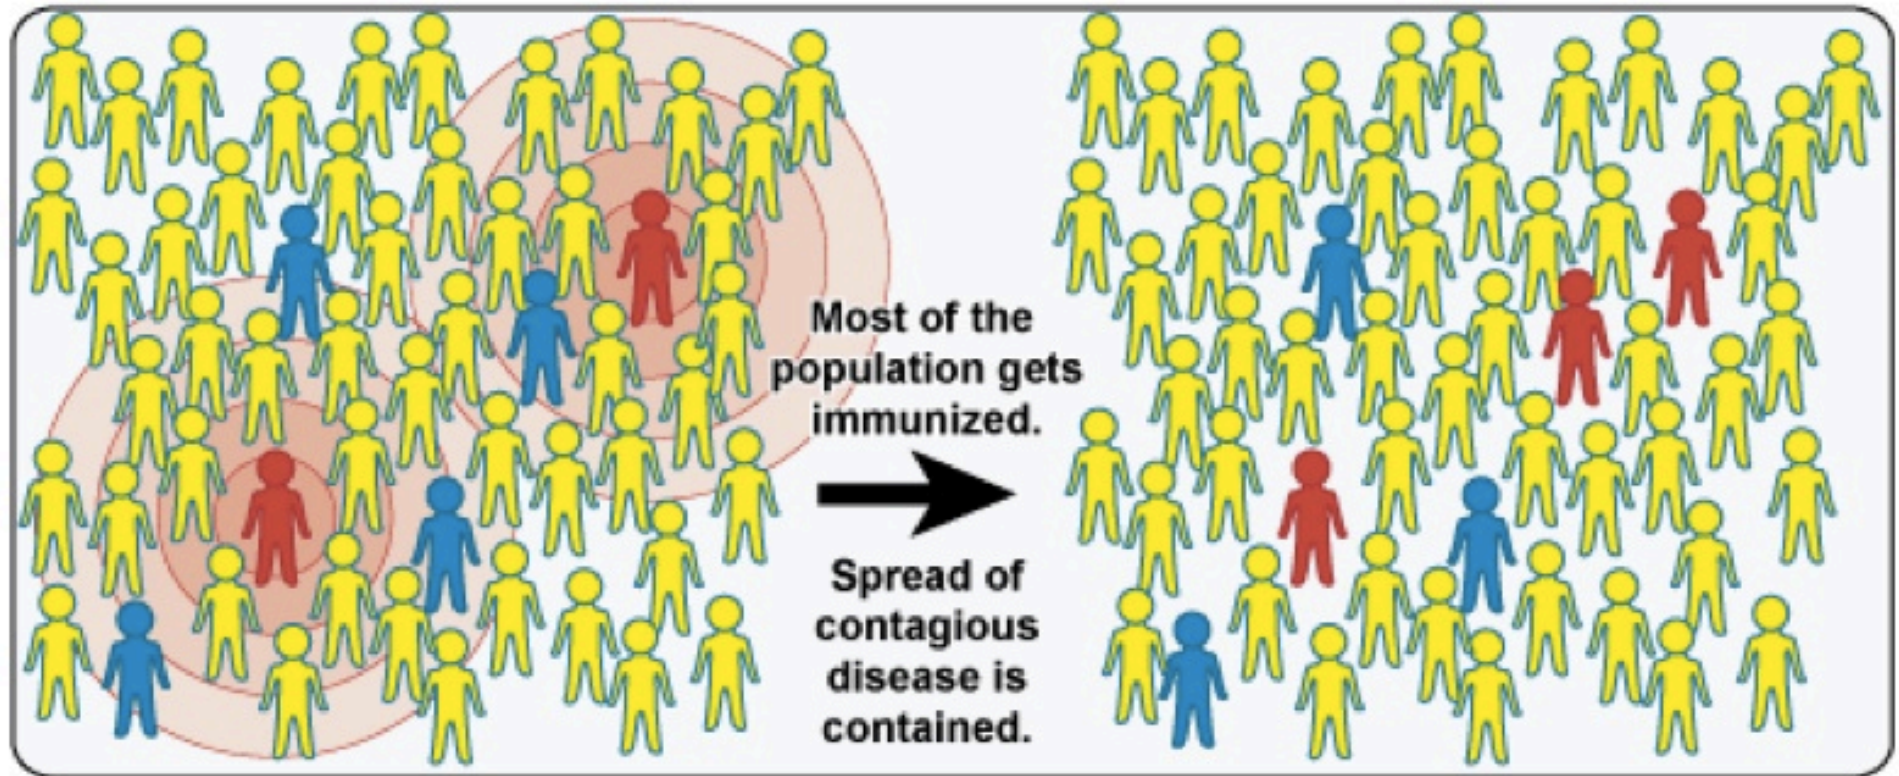 Most of the
population gets
immunized.
Spread of
contagious
disease is
contained.